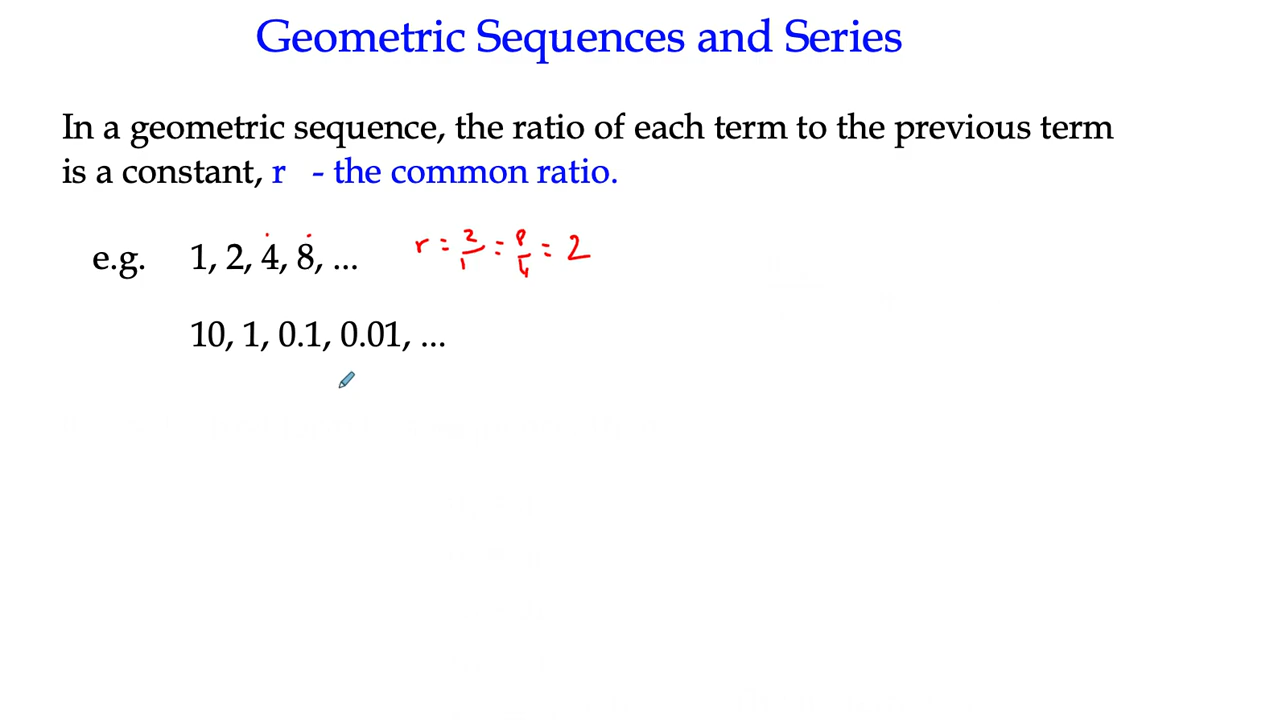 Geometric Sequences and Series
In a geometric sequence, the ratio of each term to the previous term
is a constant, r - the common ratio.
e.g. 1, 2, 4, 8, ... r = 2/1 = 8/4 = 2
10, 1, 0.1, 0.01, ...